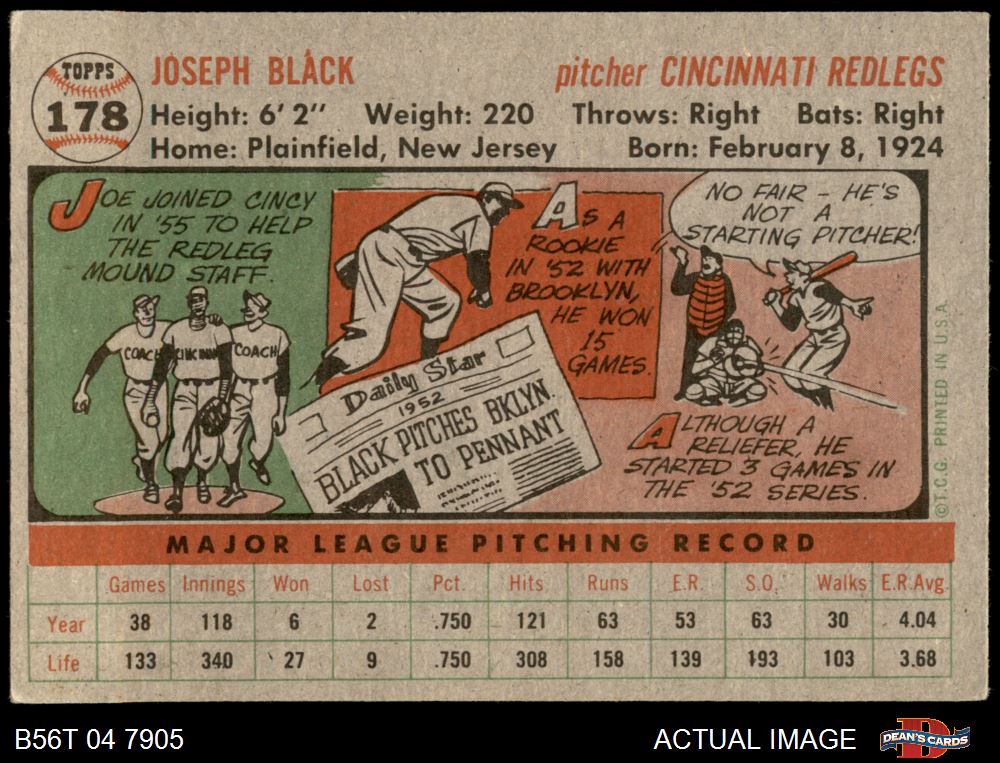 TOPPS
178
JOSEPH BLACK
pitcher CINCINNATI REDLEGS
Height: 6' 2" Weight: 220 Throws: Right Bats: Right
Home: Plainfield, New Jersey Born: February 8, 1924
JOE JOINED CINCY
IN '55 TO HELP
THE REDLEG
MOUND STAFF.
COACH
CINCINN
COACH
AS A
ROOKIE
IN '52 WITH
BROOKLYN,
HE WON
15
GAMES.
Daily Star
1952
BLACK PITCHES BKLYN.
TO PENNANT
NO FAIR – HE'S
NOT A
STARTING PITCHER!
ALTHOUGH A
RELIEFER, HE
STARTED 3 GAMES IN
THE '52 SERIES.
©T.C.G. PRINTED IN U.S.A.
MAJOR LEAGUE PITCHING RECORD
Games Innings Won Lost Pct. Hits Runs E.R. S.O. Walks E.R.Avg.
Year 38 118 6 2 .750 121 63 53 63 30 4.04
Life 133 340 27 9 .750 308 158 139 193 103 3.68
B56T 04 7905
ACTUAL IMAGE
D
DEAN'S CARDS